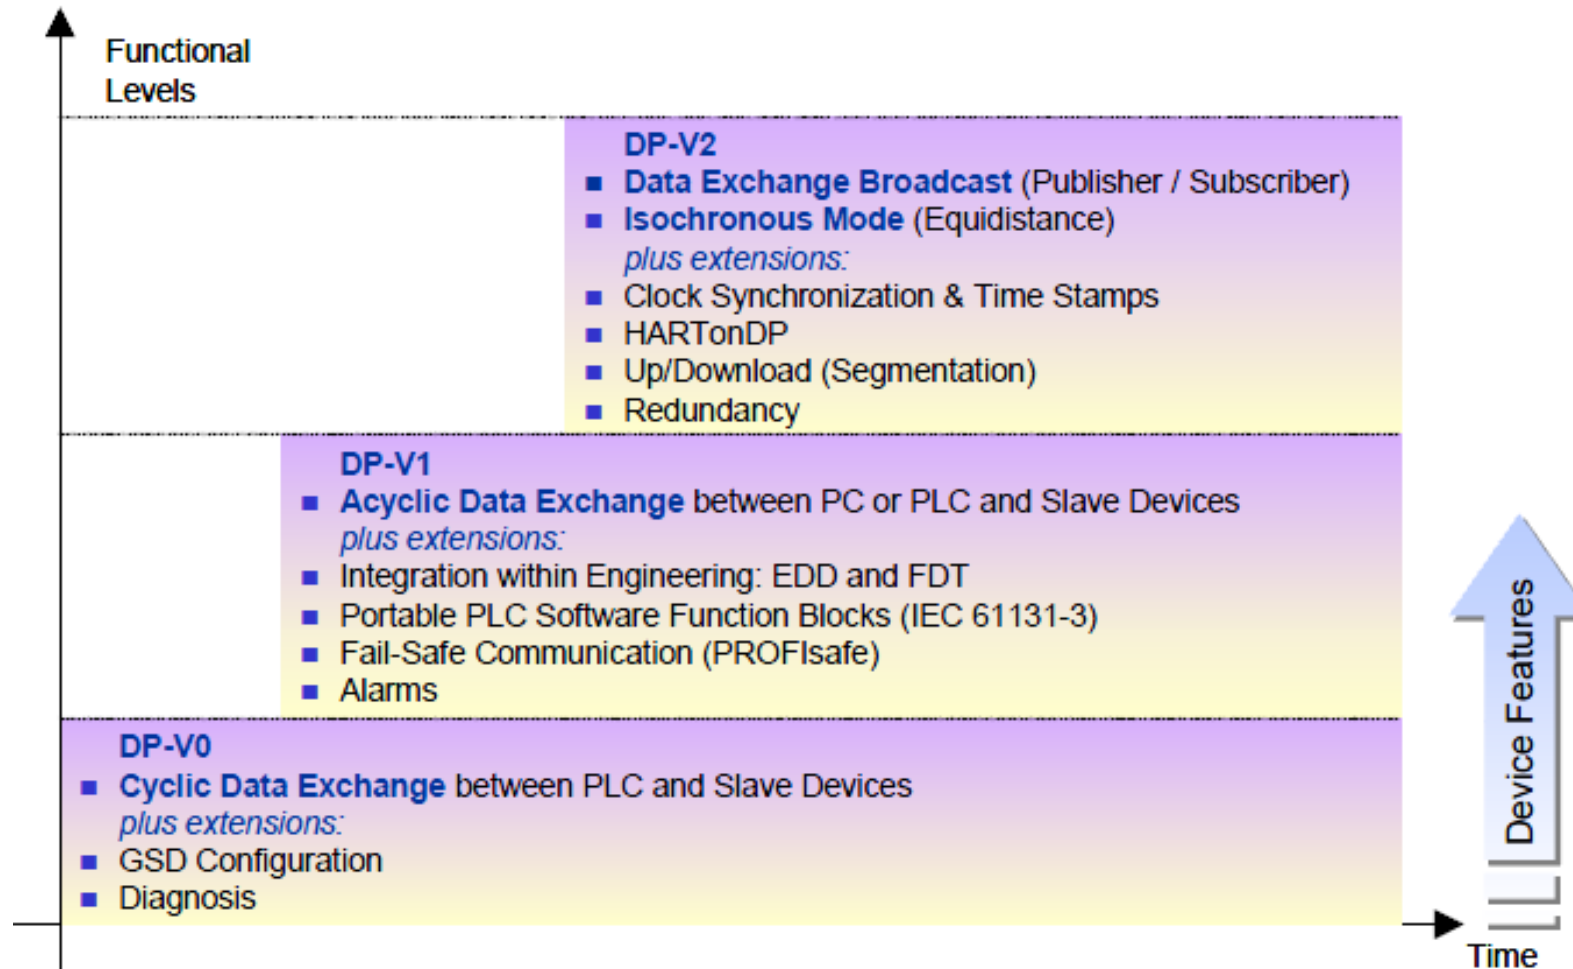 Functional
Levels
DP-V2
■ Data Exchange Broadcast (Publisher / Subscriber)
■ Isochronous Mode (Equidistance)
plus extensions:
■ Clock Synchronization & Time Stamps
■ HARTonDP
■ Up/Download (Segmentation)
■ Redundancy
DP-V1
■ Acyclic Data Exchange between PC or PLC and Slave Devices
plus extensions:
■ Integration within Engineering: EDD and FDT
■ Portable PLC Software Function Blocks (IEC 61131-3)
■ Fail-Safe Communication (PROFIsafe)
■ Alarms
DP-V0
■ Cyclic Data Exchange between PLC and Slave Devices
plus extensions:
■ GSD Configuration
■ Diagnosis
Device Features
Time